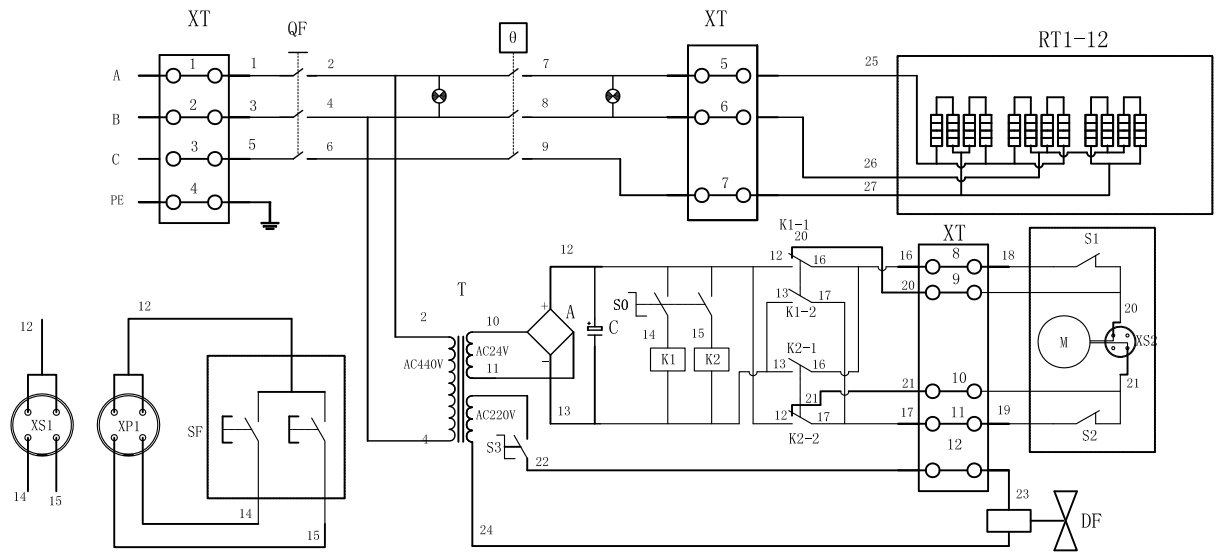 XT
QF
θ
XT
RT1-12
A
1
1
2
7
5
25
B
2
3
4
8
6
C
3
5
6
9
26
PE
4
7
27
K1-1
20
XT
S1
12
12
16
16
8
18
T
20
9
2
10
+
A
S0
13
17
20
12
12
C
14
15
K1-2
M
XS2
AC440V
AC24V
K1
K2
K2-1
11
-
13
16
21
10
21
13
21
XS1
XP1
SF
AC220V
12
17
17
11
19
4
S3
K2-2
12
S2
22
14
15
14
23
15
24
DF